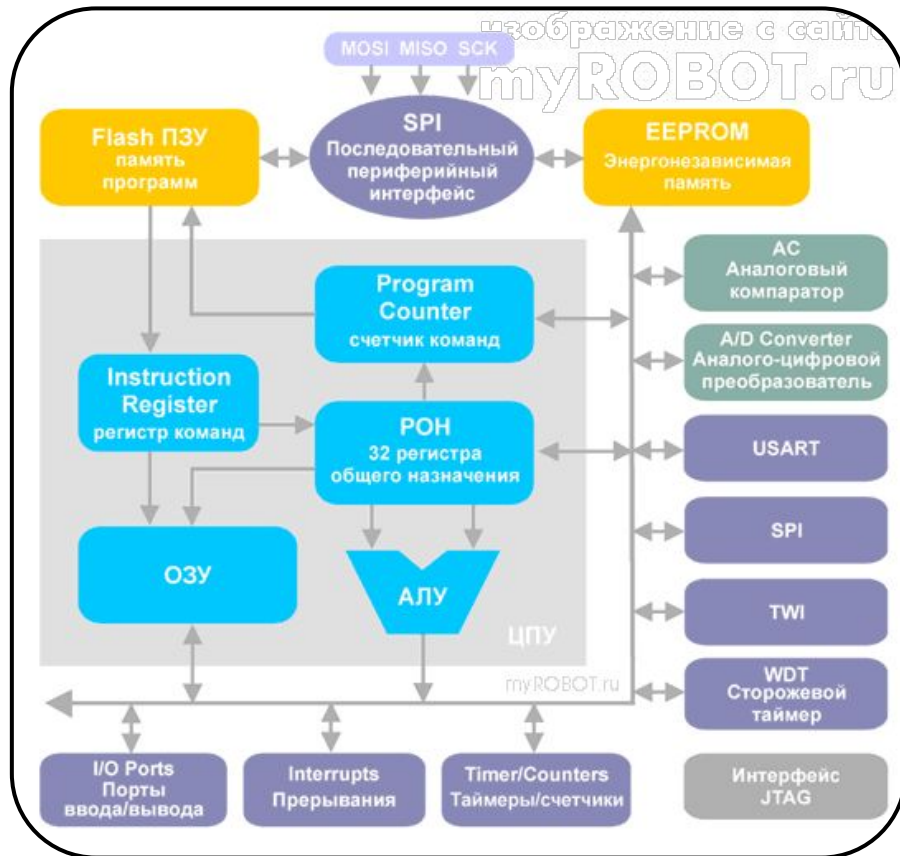 изображение с сайта
myROBOT.ru
MOSI MISO SCK
Flash ПЗУ
память
программ
SPI
Последовательный
периферийный
интерфейс
EEPROM
Энергонезависимая
память
Program
Counter
счетчик команд
AC
Аналоговый
компаратор
A/D Converter
Аналого-цифровой
преобразователь
Instruction
Register
регистр команд
РОН
32 регистра
общего назначения
USART
SPI
ОЗУ
АЛУ
ЦПУ
TWI
myROBOT.ru
WDT
Сторожевой
таймер
I/O Ports
Порты
ввода/вывода
Interrupts
Прерывания
Timer/Counters
Таймеры/счетчики
Интерфейс
JTAG